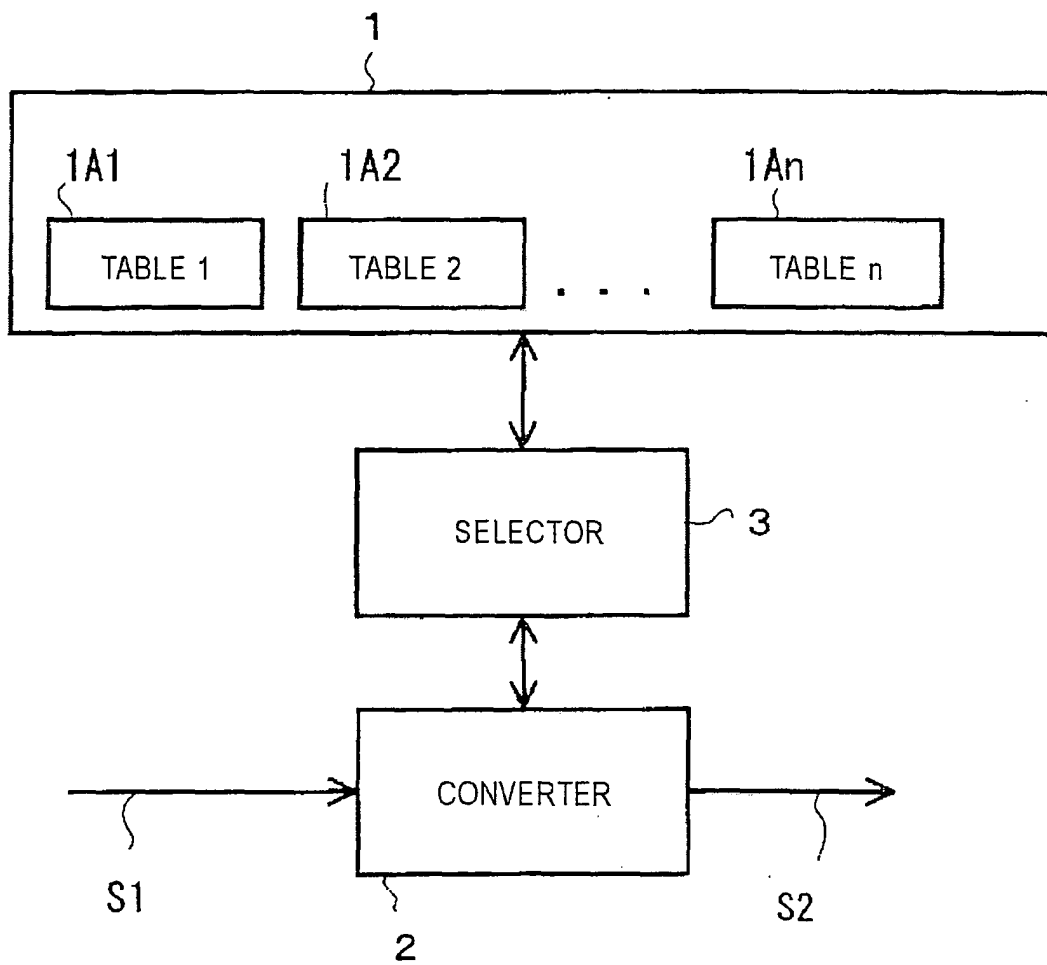 1
1A1
1A2
1An
TABLE 1
TABLE 2
. . .
TABLE n
SELECTOR
3
CONVERTER
S1
S2
2